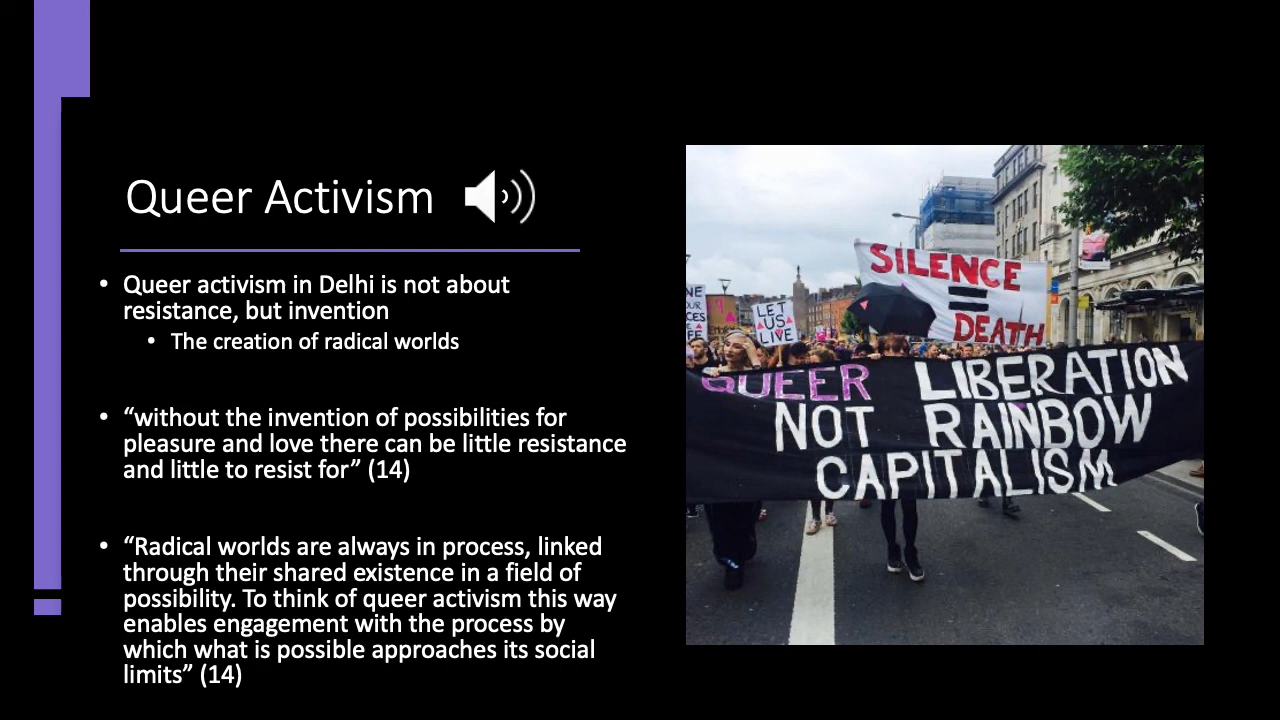 Queer Activism
• Queer activism in Delhi is not about
resistance, but invention
• The creation of radical worlds
• “without the invention of possibilities for
pleasure and love there can be little resistance
and little to resist for” (14)
• “Radical worlds are always in process, linked
through their shared existence in a field of
possibility. To think of queer activism this way
enables engagement with the process by
which what is possible approaches its social
limits” (14)
SILENCE
=
DEATH
LET
US
LIVE
QUEER LIBERATION
NOT RAINBOW
CAPITALISM